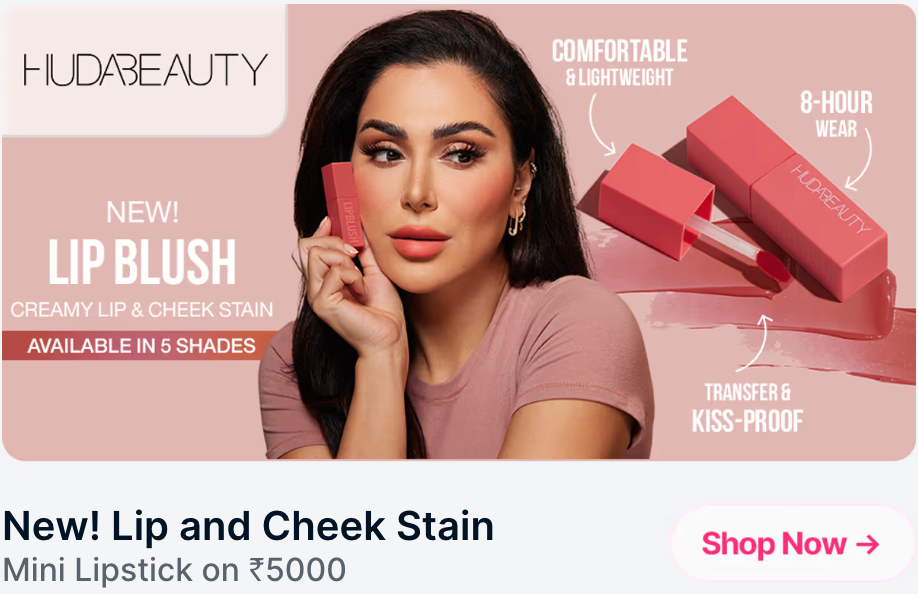 HUDABEAUTY
NEW!
LIP BLUSH
CREAMY LIP & CHEEK STAIN
AVAILABLE IN 5 SHADES
LIPBLUSH
COMFORTABLE
& LIGHTWEIGHT
8-HOUR
WEAR
HUDABEAUTY
TRANSFER &
KISS-PROOF
New! Lip and Cheek Stain
Mini Lipstick on ₹5000
Shop Now →